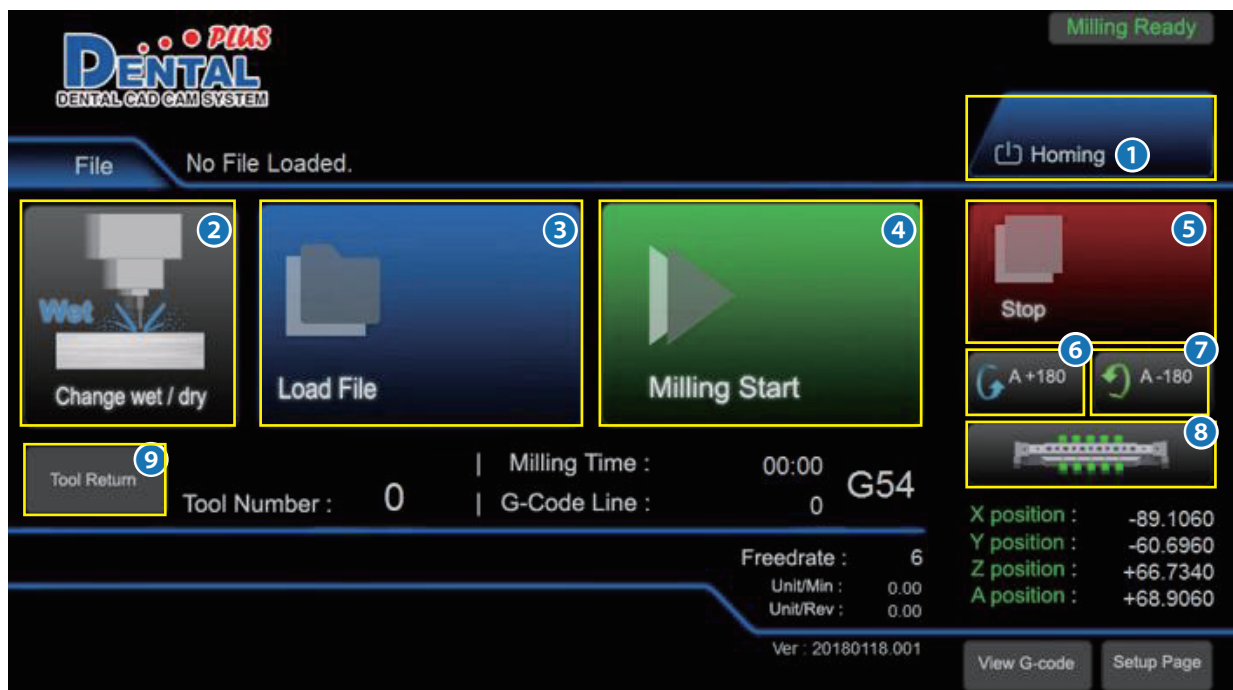 PLUS
DENTAL
DENTAL CAD CAM SYSTEM
Milling Ready
Homing 1
File
No File Loaded.
2
Wet
Change wet / dry
3
Load File
4
Milling Start
5
Stop
6
A +180
7
A -180
8
9
Tool Return
Tool Number : 0
| Milling Time : 00:00
| G-Code Line : 0
G54
X position : -89.1060
Y position : -60.6960
Z position : +66.7340
A position : +68.9060
Freedrate : 6
Unit/Min : 0.00
Unit/Rev : 0.00
Ver : 20180118.001
View G-code
Setup Page